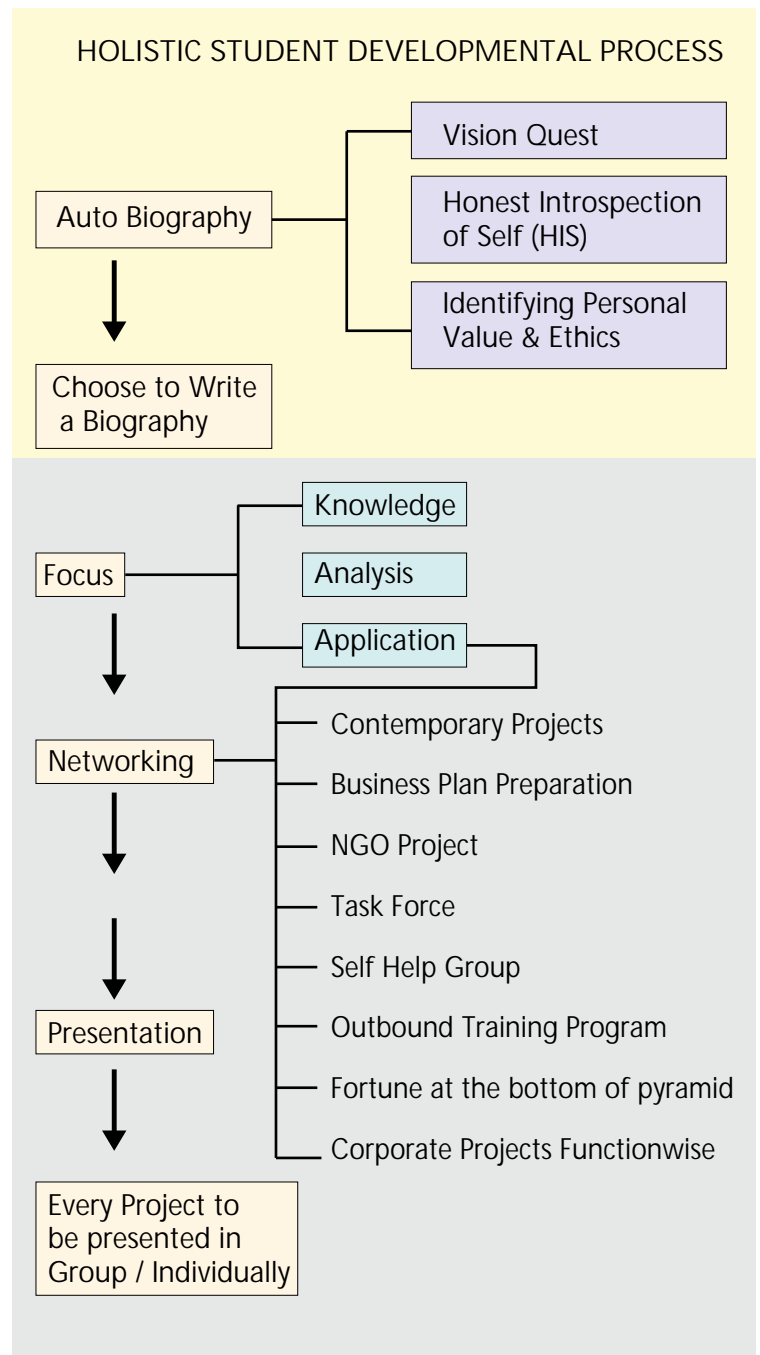 HOLISTIC STUDENT DEVELOPMENTAL PROCESS
Auto Biography
Vision Quest
Honest Introspection
of Self (HIS)
Identifying Personal
Value & Ethics
Choose to Write
a Biography
Focus
Knowledge
Analysis
Application
Networking
Contemporary Projects
Business Plan Preparation
NGO Project
Task Force
Self Help Group
Outbound Training Program
Fortune at the bottom of pyramid
Corporate Projects Functionwise
Presentation
Every Project to
be presented in
Group / Individually